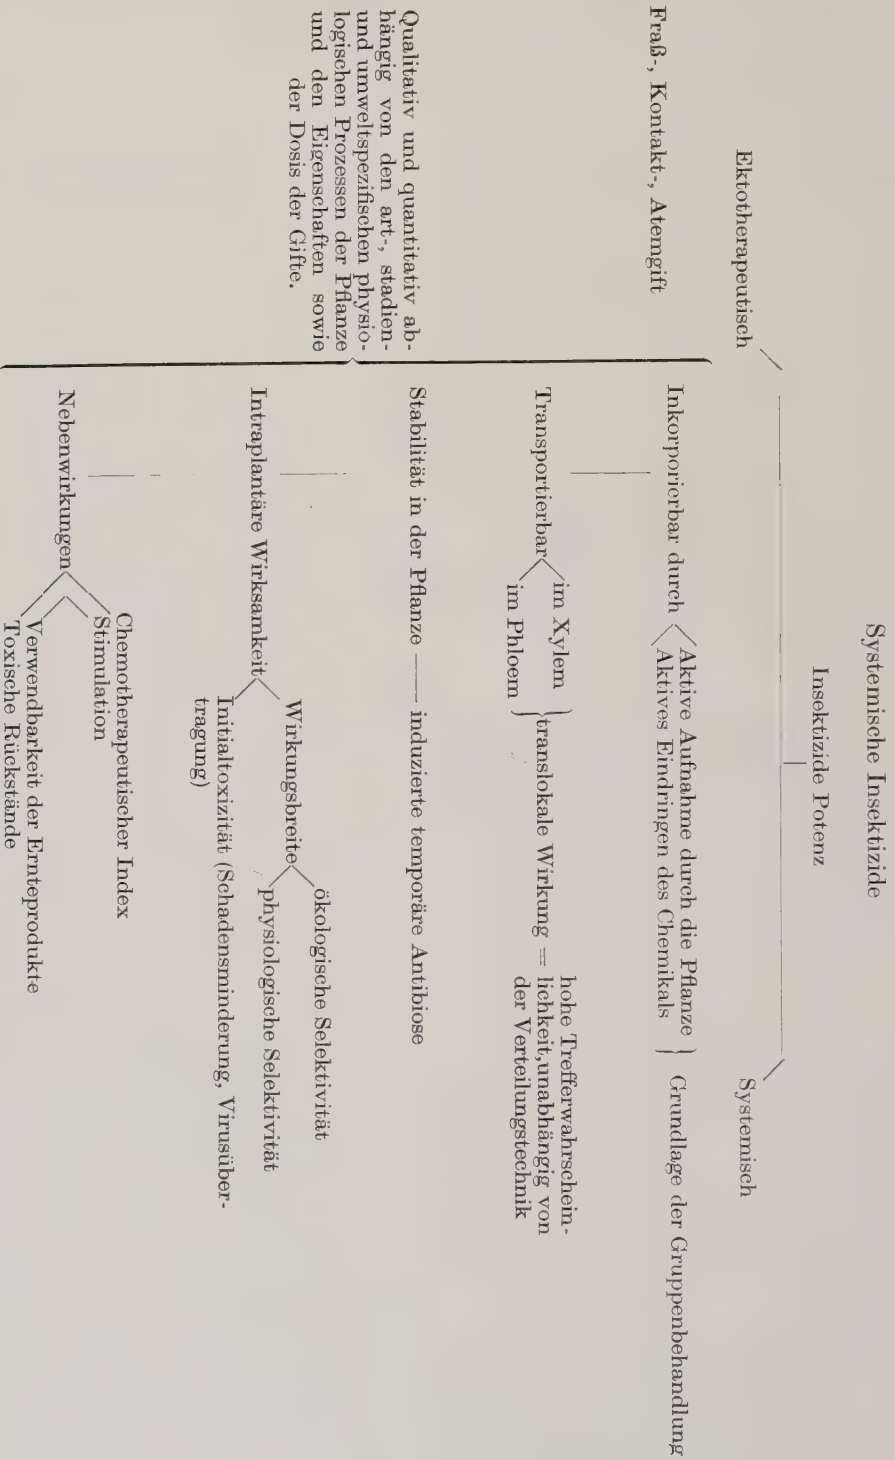 Systemische Insektizide
Insektizide Potenz
Ektotherapeutisch
Systemisch
Fraß-, Kontakt-, Atemgift
Inkorporierbar durch
Aktive Aufnahme durch die Pflanze
Aktives Eindringen des Chemikals
Grundlage der Gruppenbehandlung
Transportierbar
im Xylem
im Phloem
translokale Wirkung =
hohe Trefferwahrschein-
lichkeit,unabhängig von
der Verteilungstechnik
Qualitativ und quantitativ ab-
hängig von den art-, stadien-
und umweltspezifischen physio-
logischen Prozessen der Pflanze
und den Eigenschaften sowie
der Dosis der Gifte.
Stabilität in der Pflanze —— induzierte temporäre Antibiose
Intraplantäre Wirksamkeit
Wirkungsbreite
ökologische Selektivität
physiologische Selektivität
Initialtoxizität (Schadensminderung, Virusüber-
tragung)
Nebenwirkungen
Chemotherapeutischer Index
Stimulation
Verwendbarkeit der Ernteprodukte
Toxische Rückstände